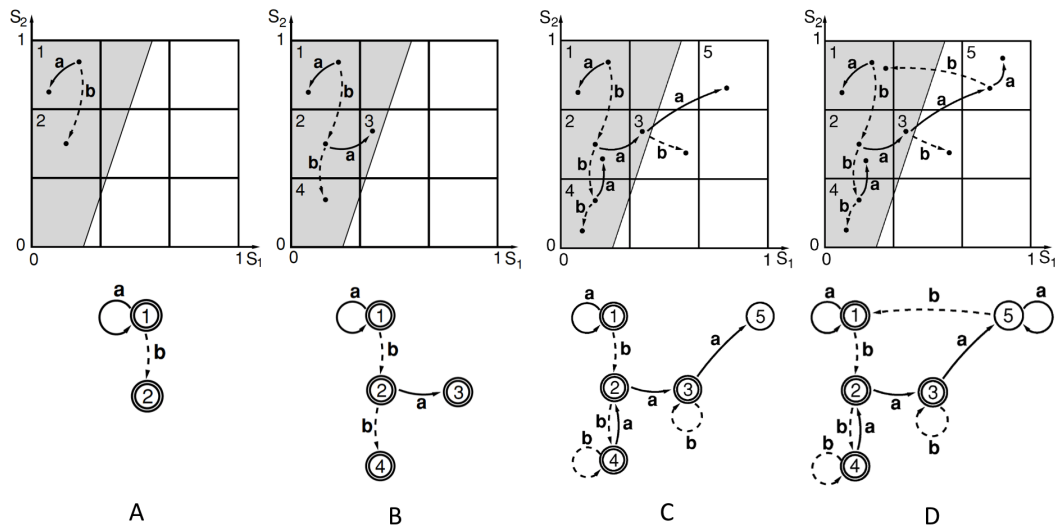 S2 S2 S2 S2
1 1 1 1
1 1 1 5 1 5
a a a a b a
b b b b a
2 2 3 2 3 2 3
a a b a b
b b a b a
4 4 b 4 b
0 0 0 0
0 1 S1 0 1 S1 0 1 S1 0 1 S1
a a a a b a
1 1 1 5 1 5
b b b a b a
2 2 a 3 2 a 3 2 a 3
b b a b b a b
4 b 4 b 4
A B C D